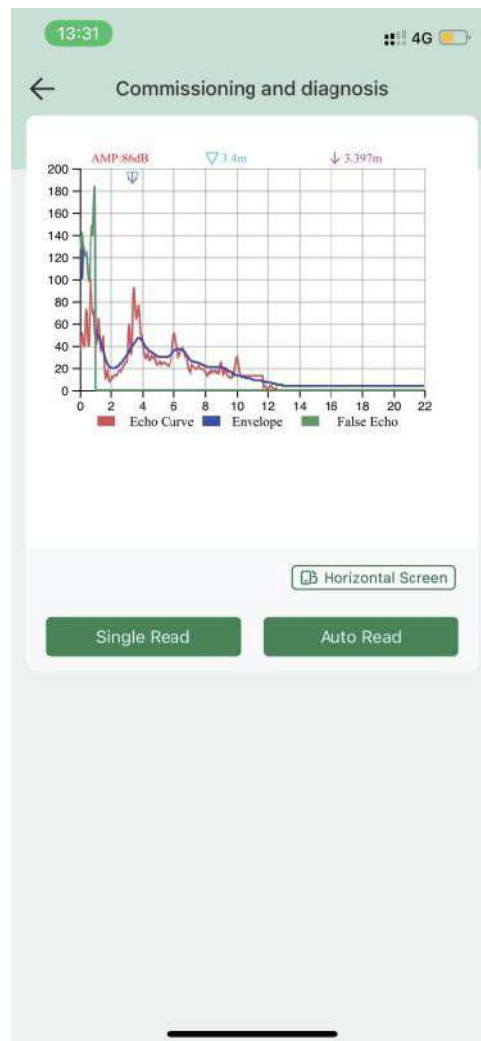 13:31 4G
Commissioning and diagnosis
AMP:86dB 3.4m 3.397m
200
180
160
140
120
100
80
60
40
20
0
0 2 4 6 8 10 12 14 16 18 20 22
Echo Curve Envelope False Echo
Horizontal Screen
Single Read Auto Read